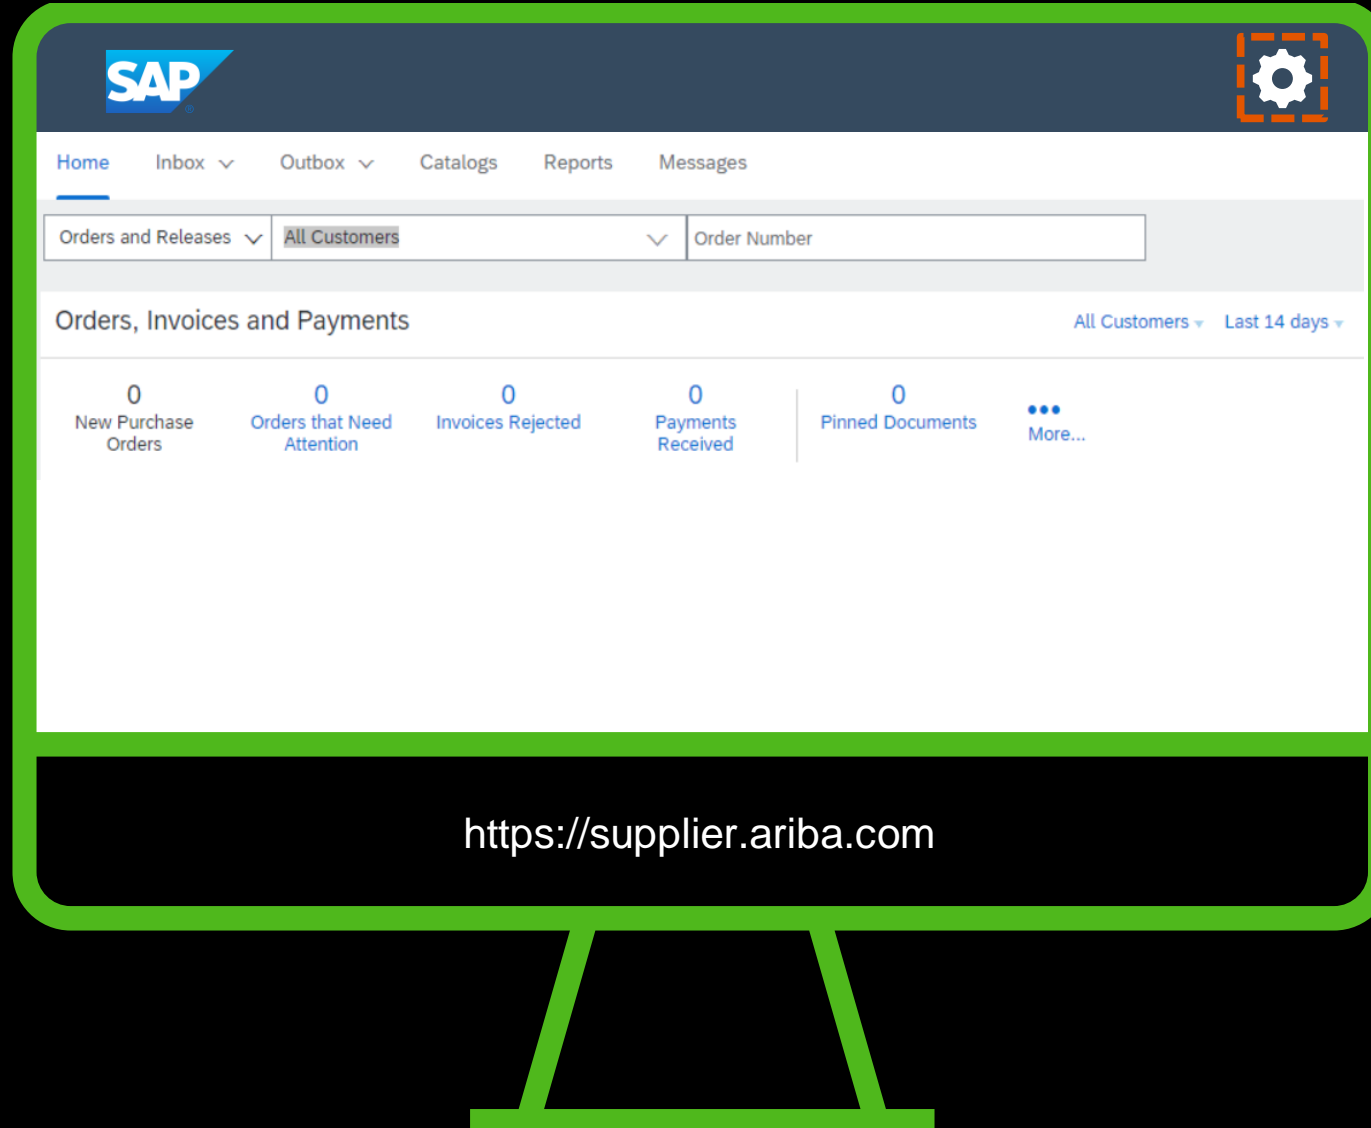 SAP
®
Home Inbox Outbox Catalogs Reports Messages
Orders and Releases All Customers Order Number
Orders, Invoices and Payments All Customers Last 14 days
0 0 0 0 0
New Purchase Orders that Need Invoices Rejected Payments Pinned Documents More...
Orders Attention Received
https://supplier.ariba.com